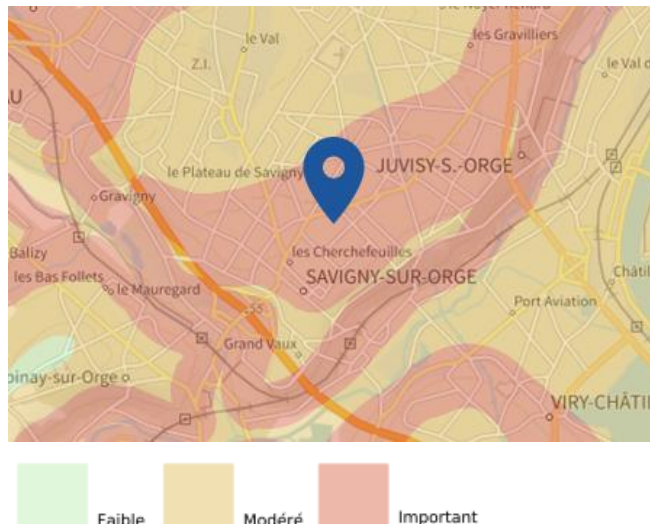 le Val
les Gravilliers
Z.I.
le Val d
AU
le Plateau de Savigny
JUVISY-S.-ORGE
Gravigny
Balizy
les Cherchefeuilles
les Bas Follets
le Mauregard
SAVIGNY-SUR-ORGE
Châtil
Port Aviation
Grand Vaux
pinay-sur-Orge
VIRY-CHÂTIL
Faible
Modéré
Important